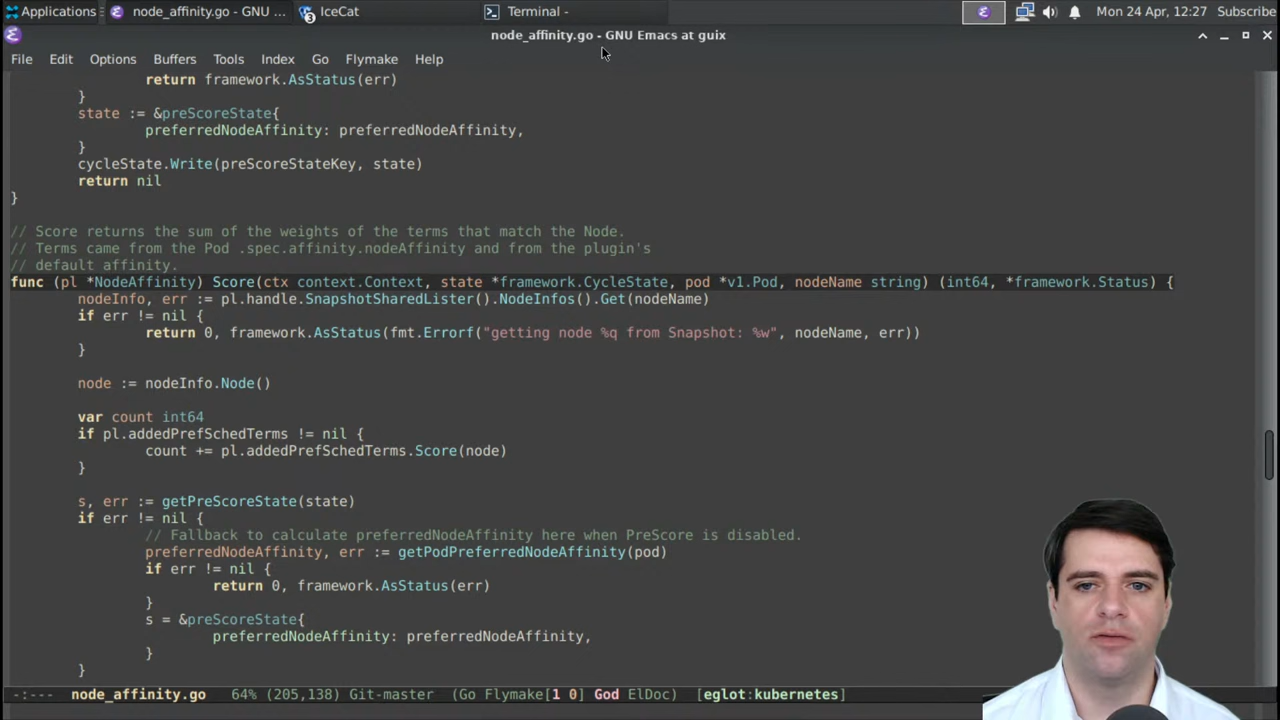 Applications
node_affinity.go - GNU ...
3
IceCat
Terminal -
Mon 24 Apr, 12:27
Subscribe
node_affinity.go - GNU Emacs at guix
File Edit Options Buffers Tools Index Go Flymake Help
return framework.AsStatus(err)
}
state := &preScoreState{
preferredNodeAffinity: preferredNodeAffinity,
}
cycleState.Write(preScoreStateKey, state)
return nil
}
// Score returns the sum of the weights of the terms that match the Node.
// Terms came from the Pod .spec.affinity.nodeAffinity and from the plugin's
// default affinity.
func (pl *NodeAffinity) Score(ctx context.Context, state *framework.CycleState, pod *v1.Pod, nodeName string) (int64, *framework.Status) {
nodeInfo, err := pl.handle.SnapshotSharedLister().NodeInfos().Get(nodeName)
if err != nil {
return 0, framework.AsStatus(fmt.Errorf("getting node %q from Snapshot: %w", nodeName, err))
}
node := nodeInfo.Node()
var count int64
if pl.addedPrefSchedTerms != nil {
count += pl.addedPrefSchedTerms.Score(node)
}
s, err := getPreScoreState(state)
if err != nil {
// Fallback to calculate preferredNodeAffinity here when PreScore is disabled.
preferredNodeAffinity, err := getPodPreferredNodeAffinity(pod)
if err != nil {
return 0, framework.AsStatus(err)
}
s = &preScoreState{
preferredNodeAffinity: preferredNodeAffinity,
}
}
-:--- node_affinity.go 64% (205,138) Git-master (Go Flymake[1 0] God ElDoc) [eglot:kubernetes]